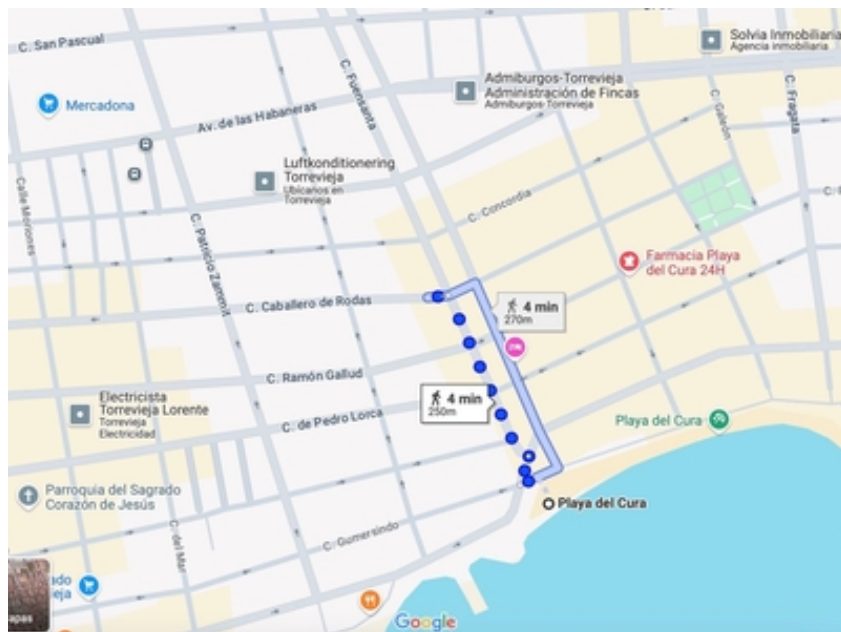 C. San Pascual
Solvia Inmobiliaria
Agencia inmobiliaria
C. Fuensanta
Admiburgos-Torrevieja
Administración de Fincas
Admiburgos-Torrevieja
Mercadona
C. Galeón
C. Fragata
Av. de las Habaneras
Luftkonditionering
Torrevieja
Ubicarios en
Torrevieja
Calle Moriones
C. Concordia
C. Patricio Zammit
Farmacia Playa
del Cura 24H
C. Caballero de Rodas
4 min
270m
C. Ramón Gallud
Electricista
Torrevieja Lorente
Torrevieja
Electricidad
4 min
250m
C. de Pedro Lorca
Playa del Cura
Parroquia del Sagrado
Corazón de Jesús
Playa del Cura
C. del Mar
C. Gumersindo
apas
Google